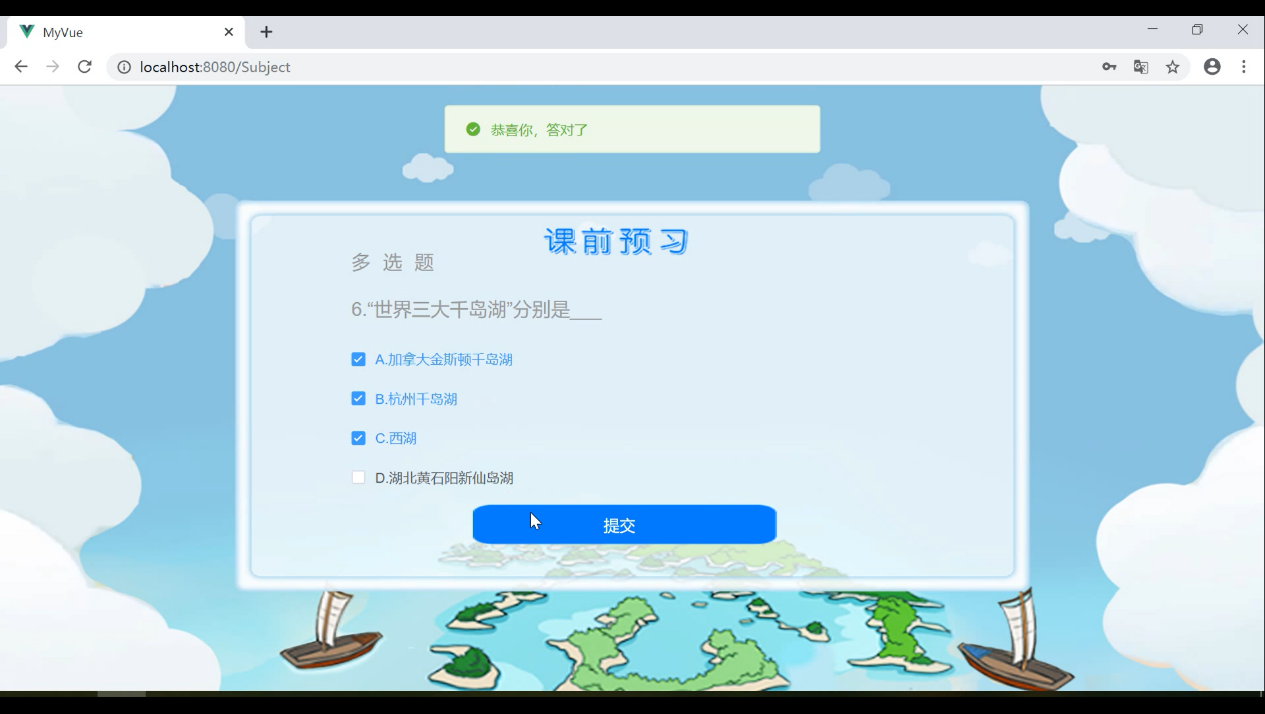 MyVue
localhost:8080/Subject
恭喜你，答对了
课前预习
多选题
6.“世界三大千岛湖”分别是___
A.加拿大金斯顿千岛湖
B.杭州千岛湖
C.西湖
D.湖北黄石阳新仙岛湖
提交